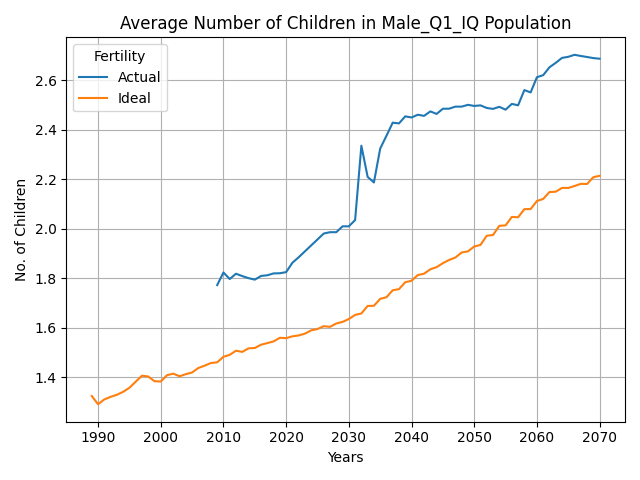 Average Number of Children in Male_Q1_IQ Population
Fertility
Actual
Ideal
No. of Children
2.6
2.4
2.2
2.0
1.8
1.6
1.4
1990 2000 2010 2020 2030 2040 2050 2060 2070
Years